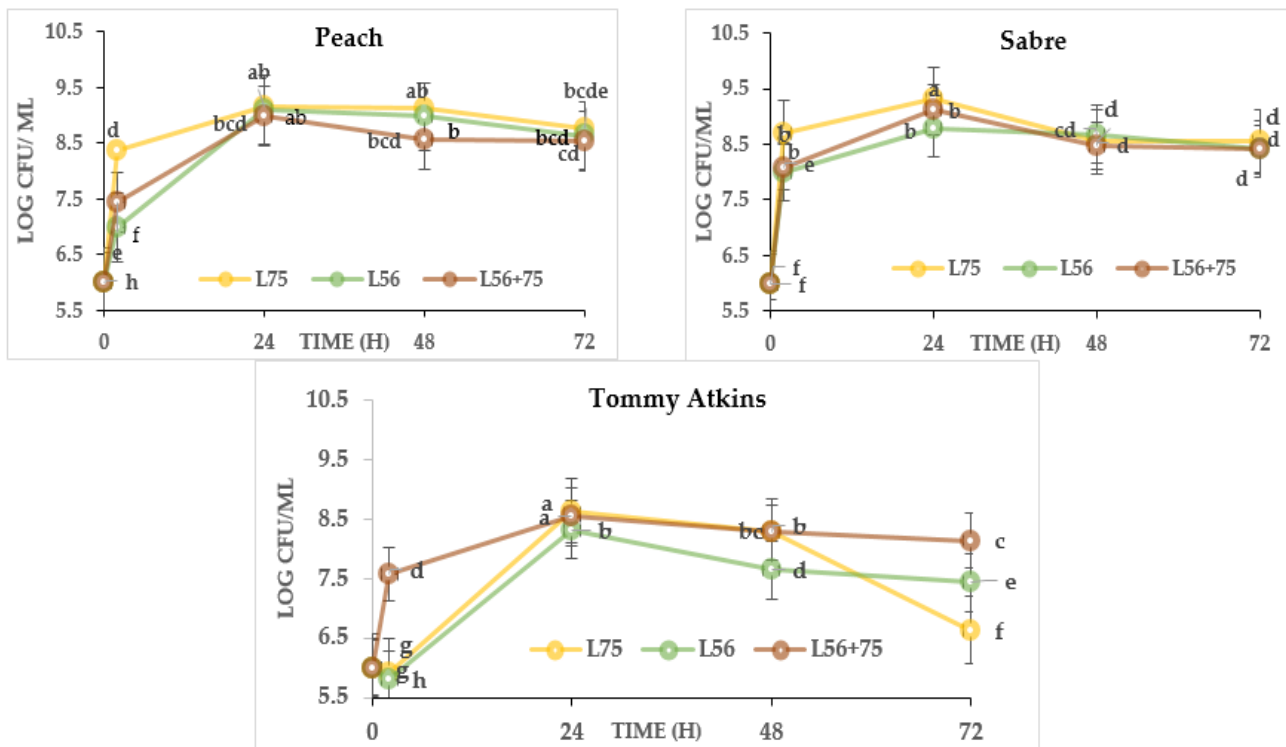 Peach
LOG CFU/ ML
10.5
9.5
8.5
7.5
6.5
5.5
ab
ab
bcde
d
bcd
ab
bcd
b
bcd
cd
f
e
h
L75
L56
L56+75
0
24
TIME (H)
48
72
Sabre
LOG CFU/ML
10.5
9.5
8.5
7.5
6.5
5.5
a
b
d
d
b
b
cd
d
b
e
d
d
f
f
L75
L56
L56+75
0
24
TIME (H)
48
72
Tommy Atkins
LOG CFU/ML
10.5
9.5
8.5
7.5
6.5
5.5
a
a
b
bc
b
c
d
d
e
g
g
h
f
L75
L56
L56+75
0
24
TIME (H)
48
72